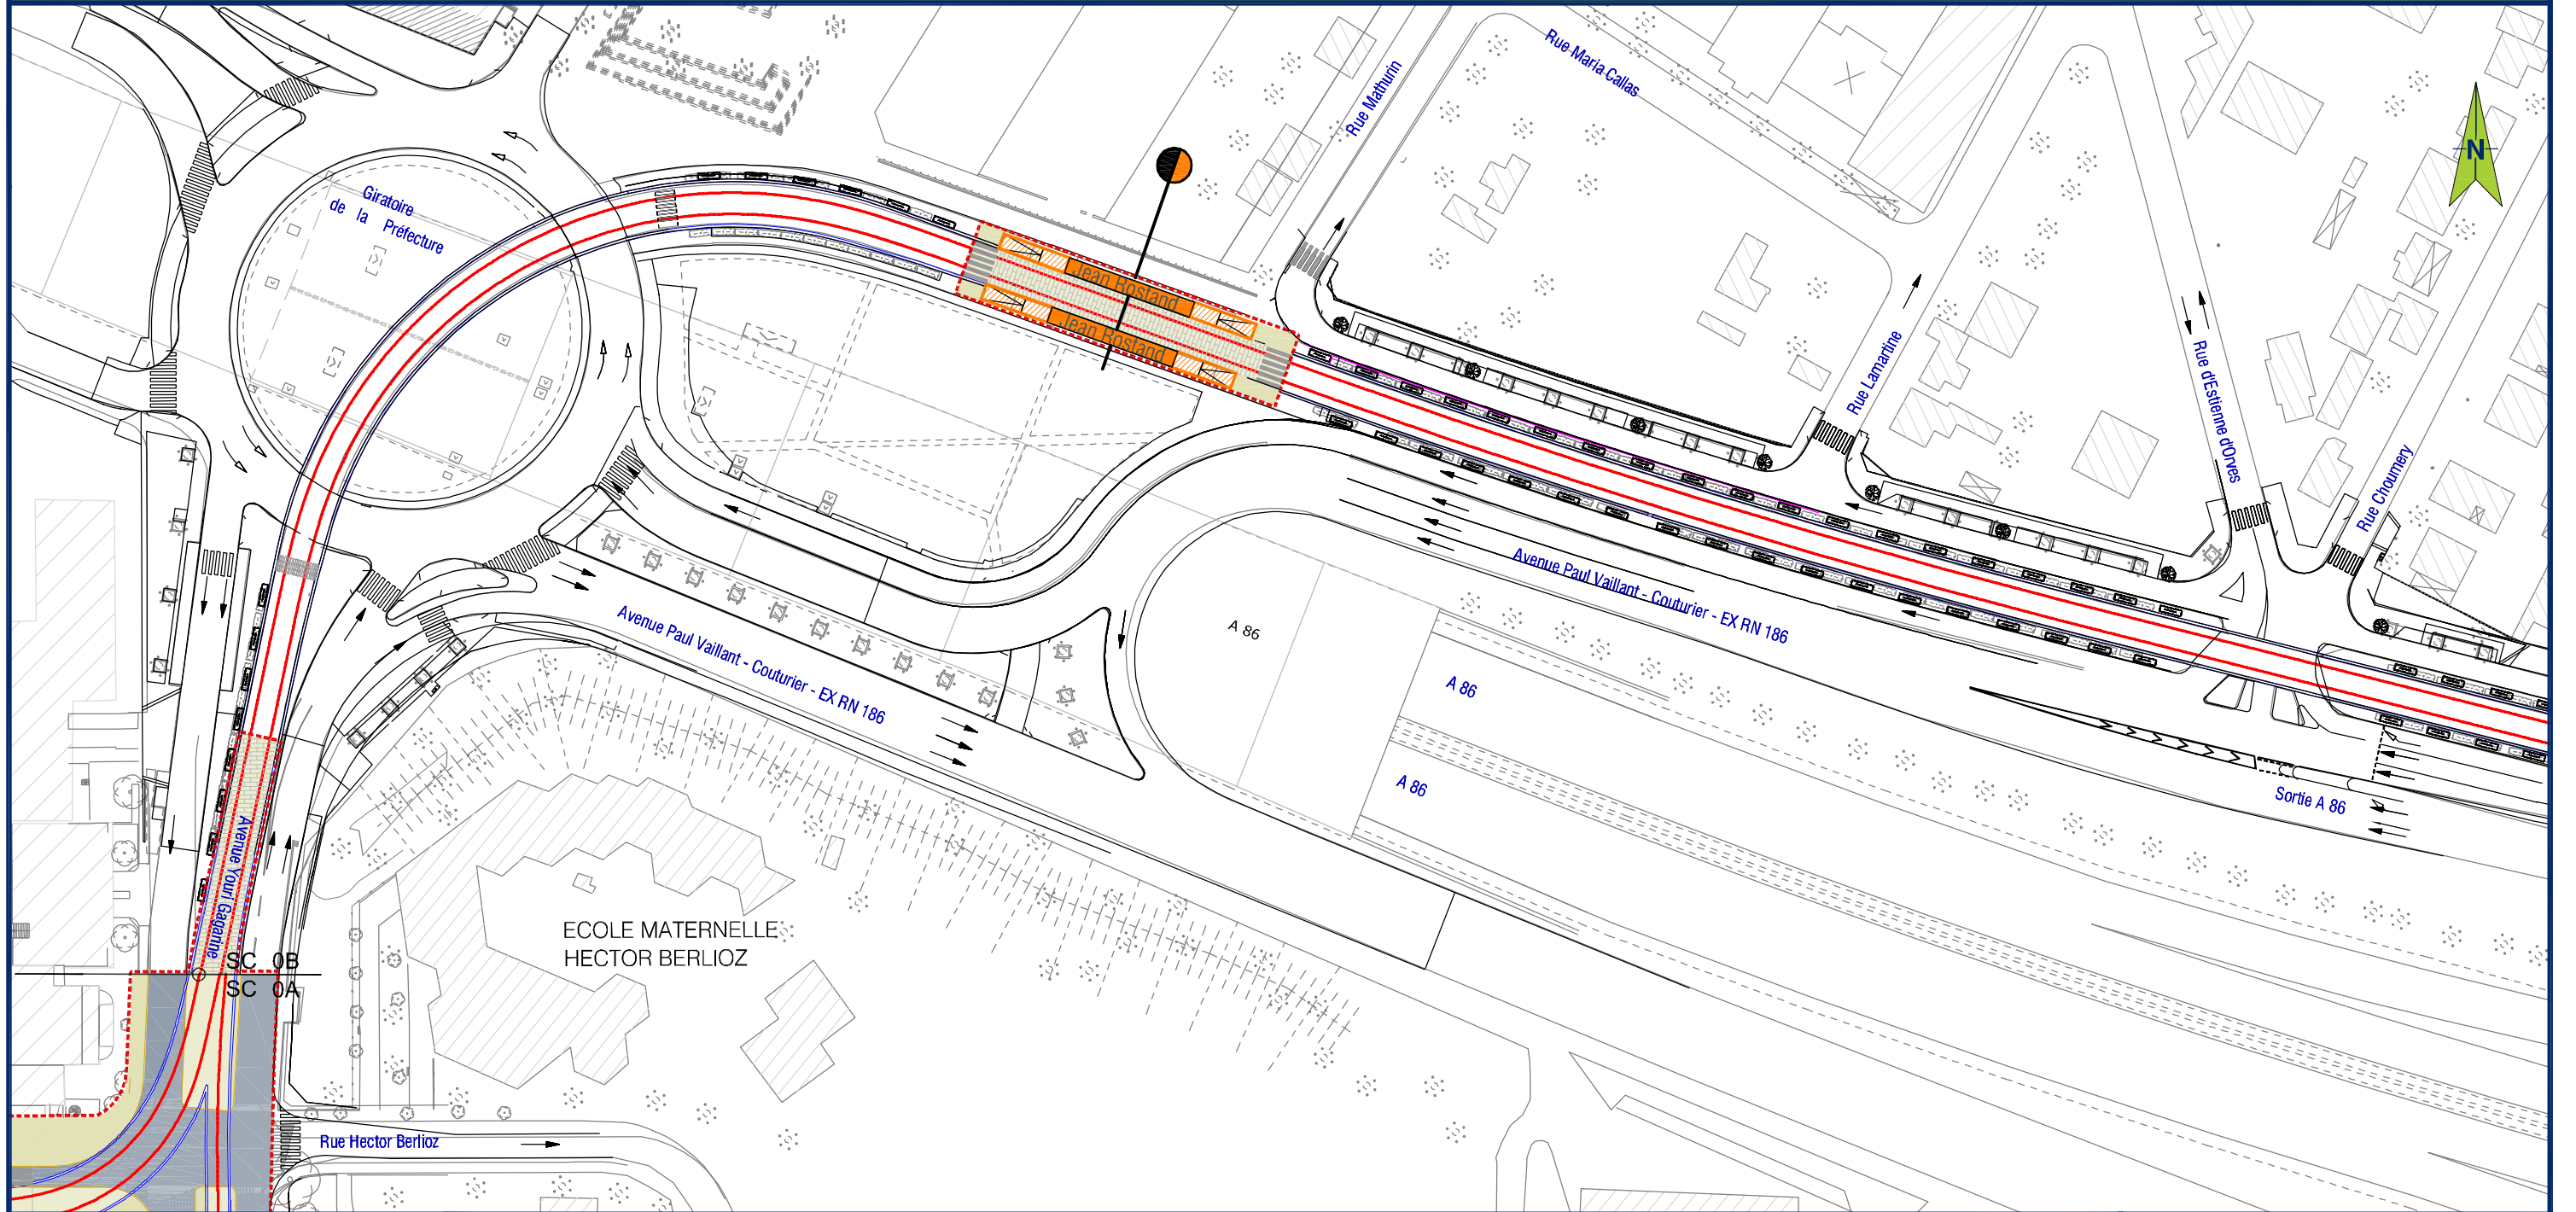 Rue Maria Callas
Rue Mathurin
N
Giratoire
de la Préfecture
Jean Rostand
Jean Rostand
Rue Lamartine
Rue d'Estienne d'Orves
Rue Choumery
Avenue Paul Vaillant - Couturier - EX RN 186
Avenue Paul Vaillant - Couturier - EX RN 186
A 86
A 86
A 86
Sortie A 86
Avenue Youri Gagarine
ECOLE MATERNELLE
HECTOR BERLIOZ
SC 0B
SC 0A
Rue Hector Berlioz